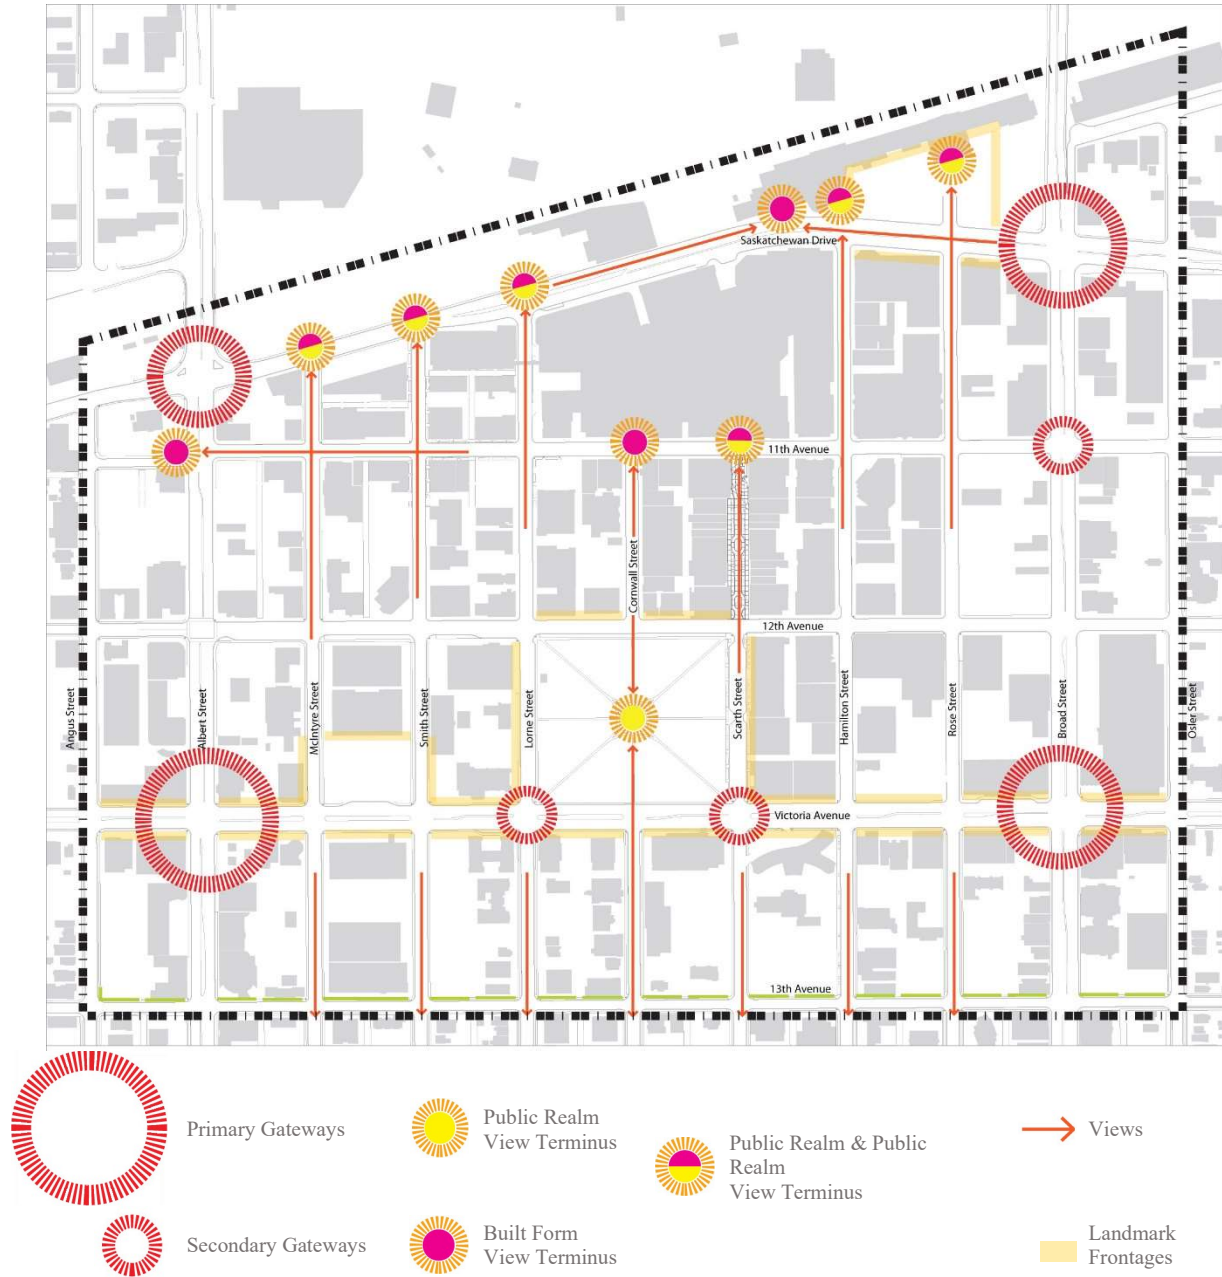 Saskatchewan Drive
11th Avenue
Cornwall Street
12th Avenue
Angus Street
Albert Street
McIntyre Street
Smith Street
Lorne Street
Scarth Street
Hamilton Street
Rose Street
Broad Street
Osler Street
Victoria Avenue
13th Avenue
Primary Gateways
Public Realm
View Terminus
Public Realm & Public
Realm
View Terminus
Views
Secondary Gateways
Built Form
View Terminus
Landmark
Frontages